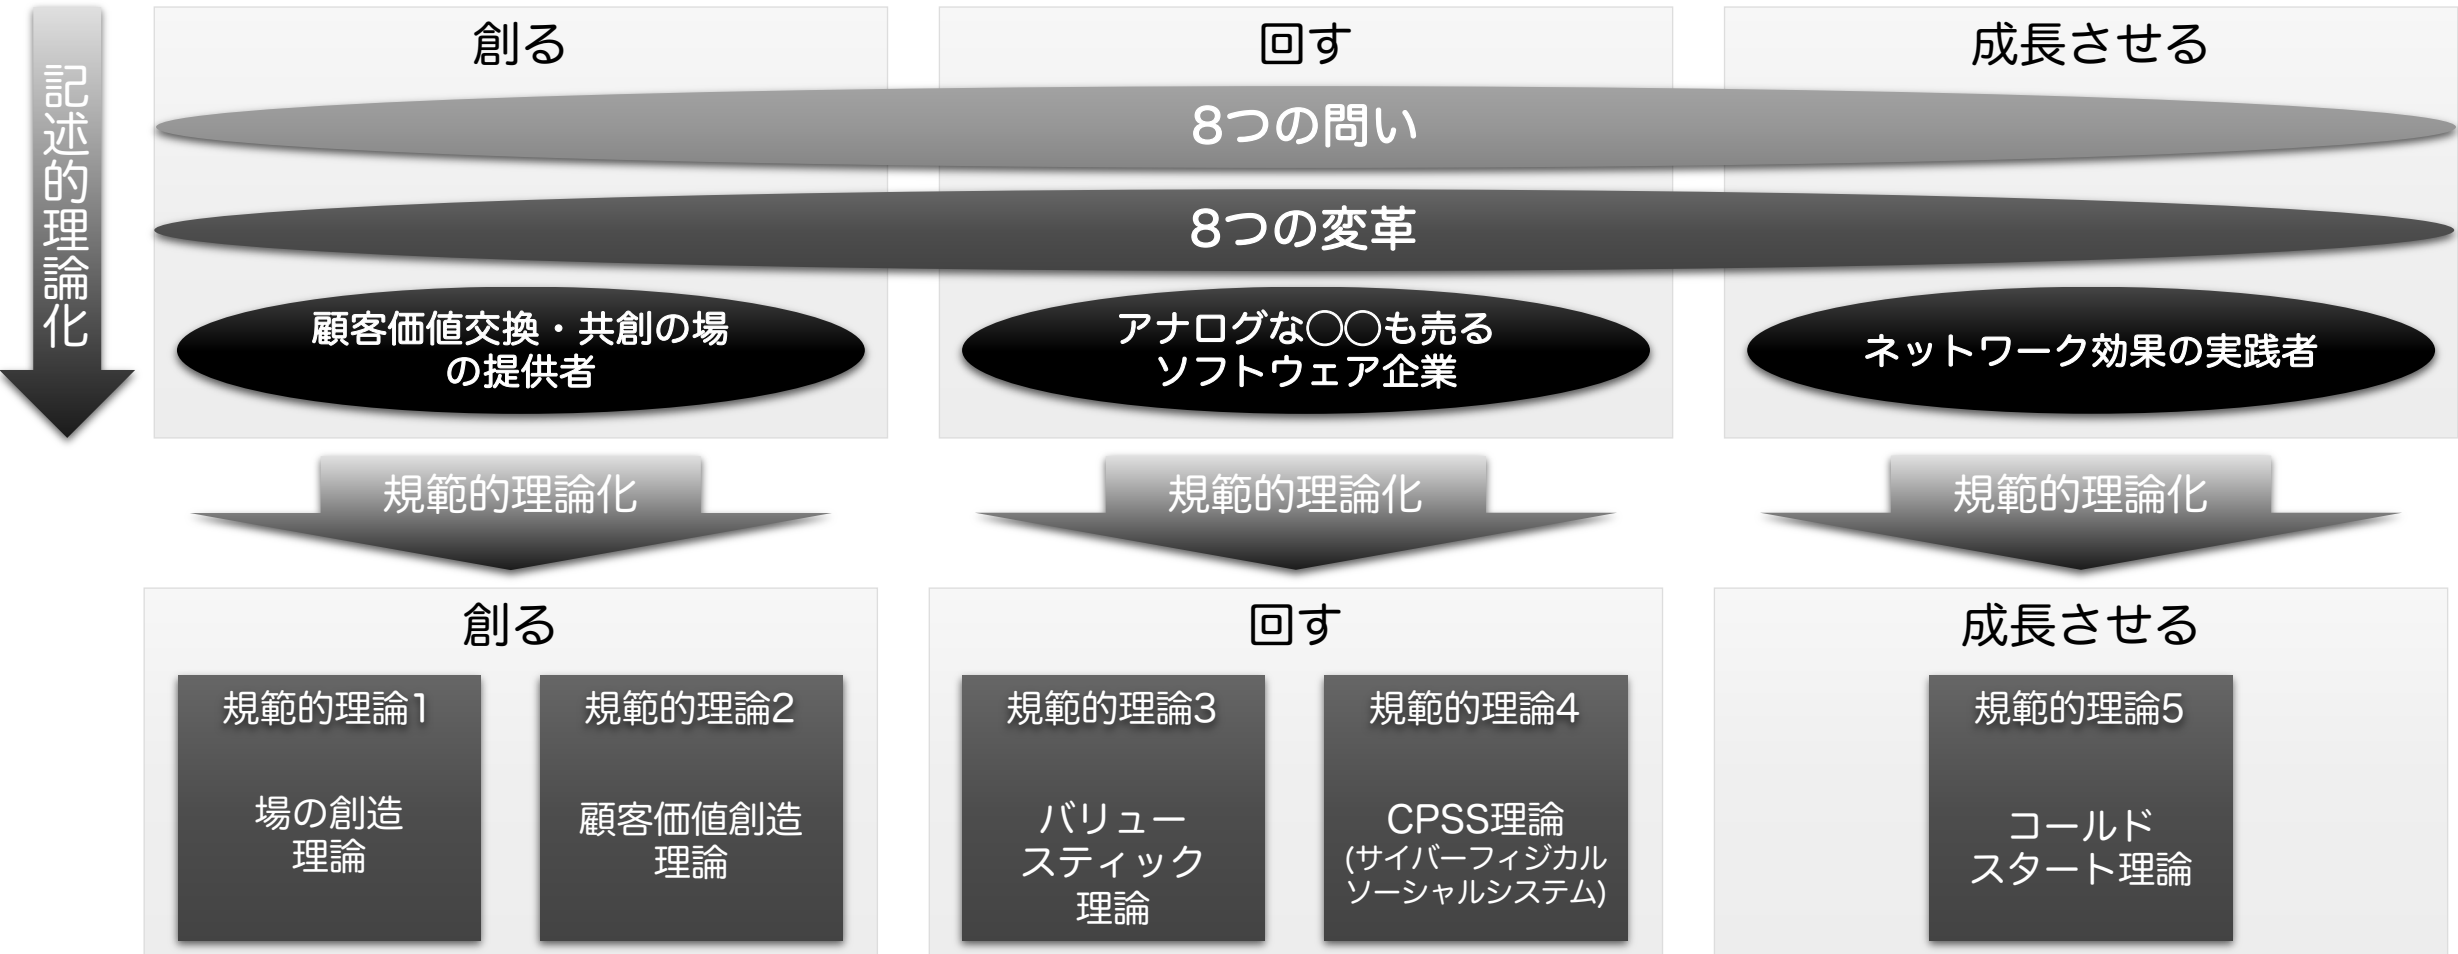 記述的理論化
創る
回す
成長させる
8つの問い
8つの変革
顧客価値交換・共創の場
の提供者
アナログな◯◯も売る
ソフトウェア企業
ネットワーク効果の実践者
規範的理論化
規範的理論化
規範的理論化
創る
回す
成長させる
規範的理論1
場の創造
理論
規範的理論2
顧客価値創造
理論
規範的理論3
バリュー
スティック
理論
規範的理論4
CPSS理論
(サイバーフィジカル
ソーシャルシステム)
規範的理論5
コールド
スタート理論